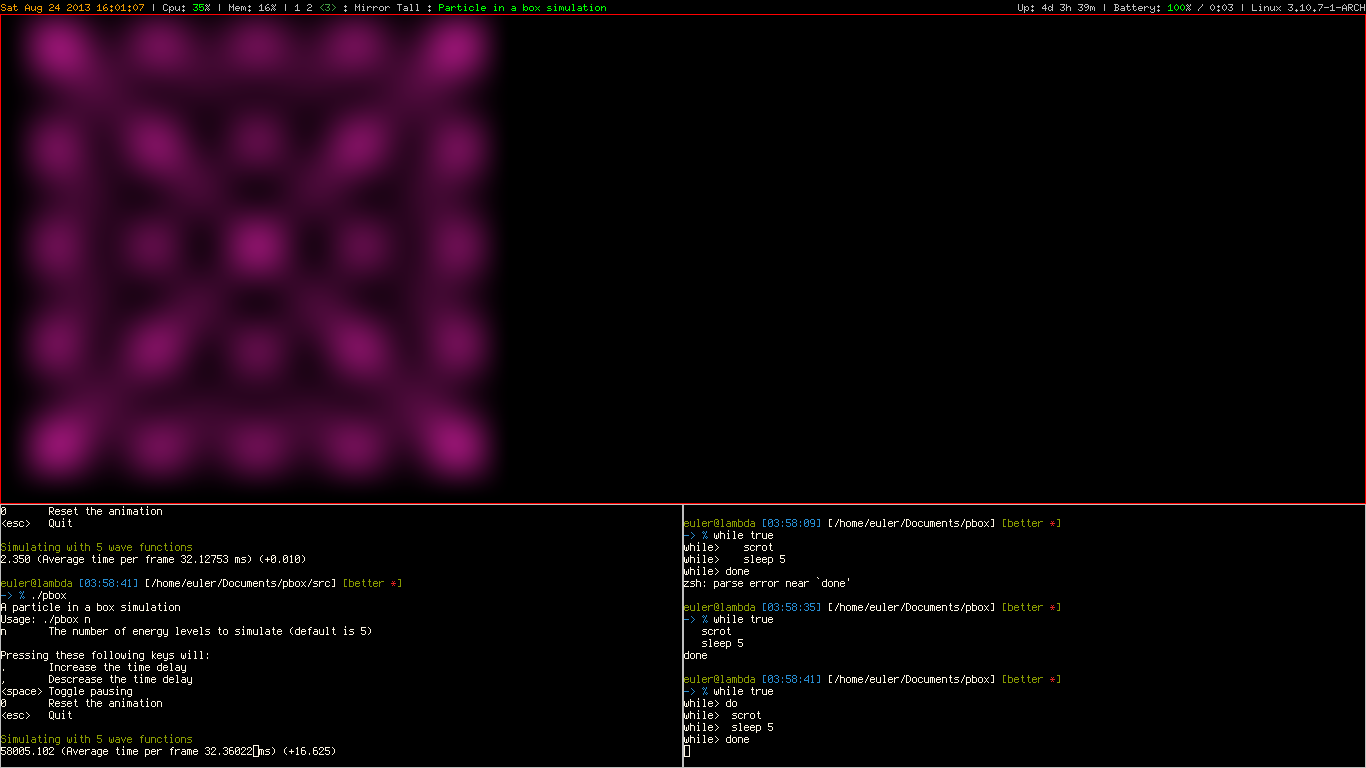 Sat Aug 24 2013 16:01:07 | Cpu: 35% | Mem: 16% | 1 2 <3> : Mirror Tall : Particle in a box simulation
Up: 4d 3h 39m | Battery: 100% / 0:03 | Linux 3.10.7-1-ARCH
0       Reset the animation
<esc>   Quit
Simulating with 5 wave functions
2.350 (Average time per frame 32.12753 ms) (+0.010)
euler@lambda [03:58:41] [/home/euler/Documents/pbox/src] [better *]
-> % ./pbox
A particle in a box simulation
Usage: ./pbox n
n       The number of energy levels to simulate (default is 5)
Pressing these following keys will:
.       Increase the time delay
,       Descrease the time delay
<space> Toggle pausing
0       Reset the animation
<esc>   Quit
Simulating with 5 wave functions
58005.102 (Average time per frame 32.36022 ms) (+16.625)
euler@lambda [03:58:09] [/home/euler/Documents/pbox] [better *]
-> % while true
while>    scrot
while>    sleep 5
while> done
zsh: parse error near `done'
euler@lambda [03:58:35] [/home/euler/Documents/pbox] [better *]
-> % while true
   scrot
   sleep 5
done
euler@lambda [03:58:41] [/home/euler/Documents/pbox] [better *]
-> % while true
while> do
while>  scrot
while>  sleep 5
while> done